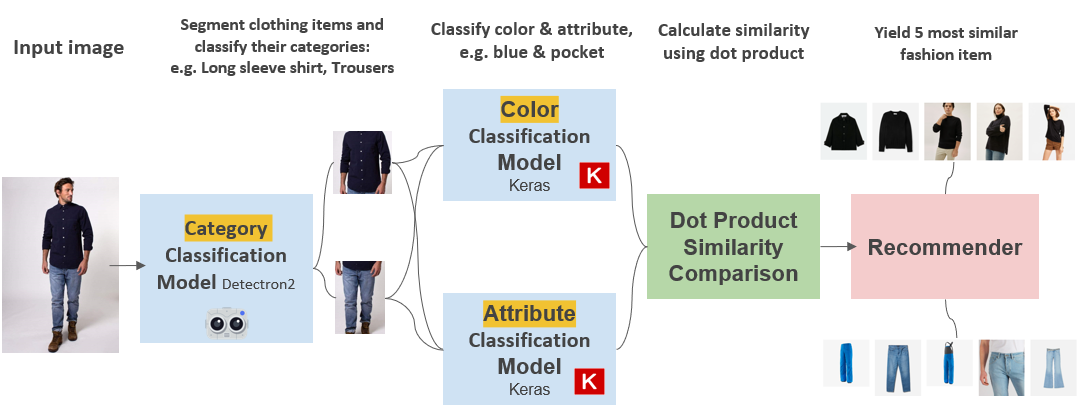 Input image
Segment clothing items and
classify their categories:
e.g. Long sleeve shirt, Trousers
Classify color & attribute,
e.g. blue & pocket
Calculate similarity
using dot product
Yield 5 most similar
fashion item
Category
Classification
Model Detectron2
Color
Classification
Model
Keras
K
Attribute
Classification
Model
Keras
K
Dot Product
Similarity
Comparison
Recommender